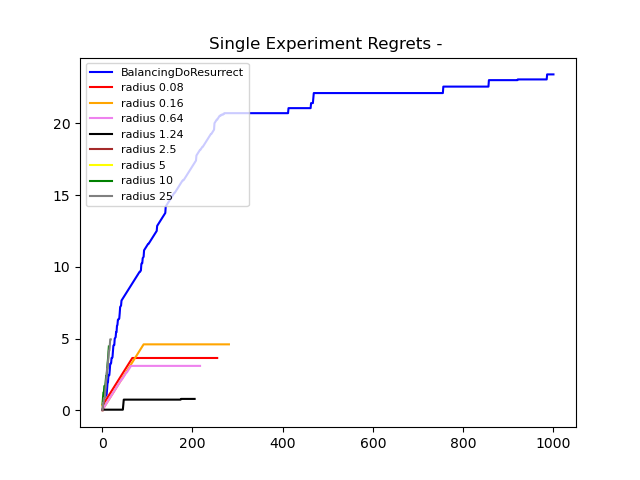 Single Experiment Regrets -
BalancingDoResurrect
radius 0.08
radius 0.16
radius 0.64
radius 1.24
radius 2.5
radius 5
radius 10
radius 25
20
15
10
5
0
0 200 400 600 800 1000